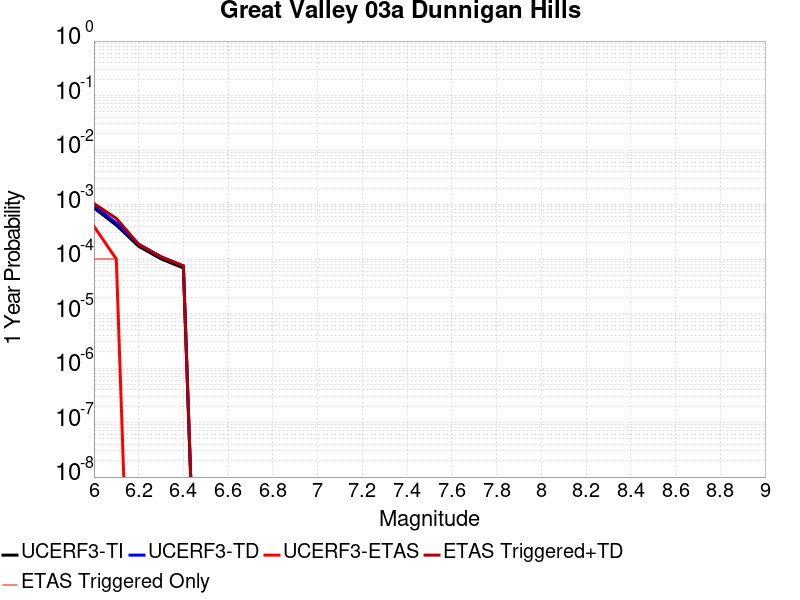 Great Valley 03a Dunnigan Hills
10^0
10^-1
10^-2
10^-3
10^-4
10^-5
10^-6
10^-7
10^-8
1 Year Probability
6 6.2 6.4 6.6 6.8 7 7.2 7.4 7.6 7.8 8 8.2 8.4 8.6 8.8 9
Magnitude
UCERF3-TI UCERF3-TD UCERF3-ETAS ETAS Triggered+TD
ETAS Triggered Only